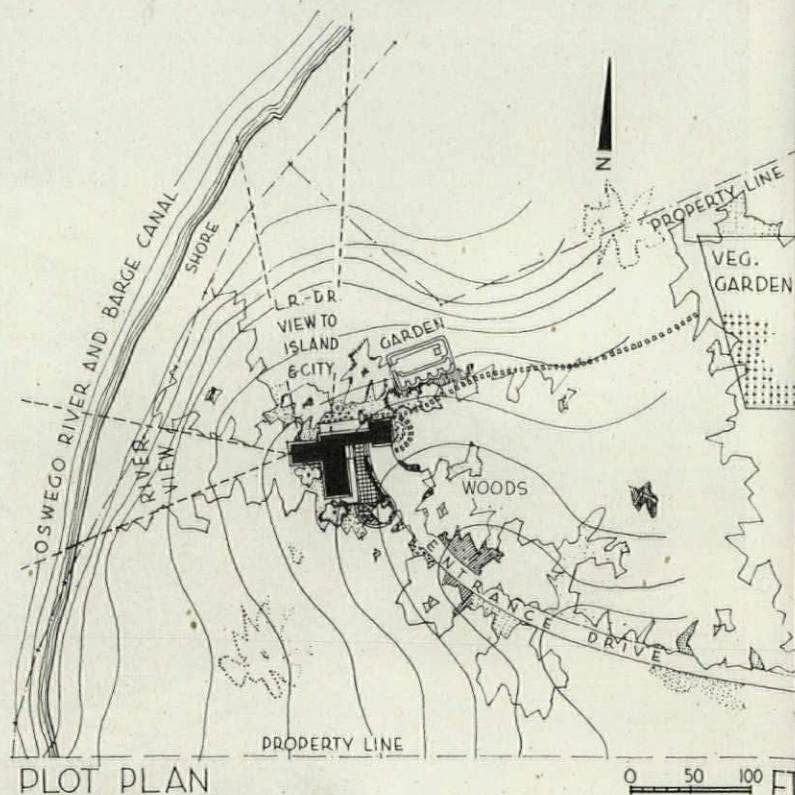 OSWEGO RIVER AND BARGE CANAL
SHORE
RIVER
VIEW
L.R.-DR.
VIEW TO
ISLAND
& CITY
GARDEN
N
PROPERTY LINE
VEG.
GARDEN
WOODS
ENTRANCE DRIVE
PROPERTY LINE
PLOT PLAN
0 50 100 FT